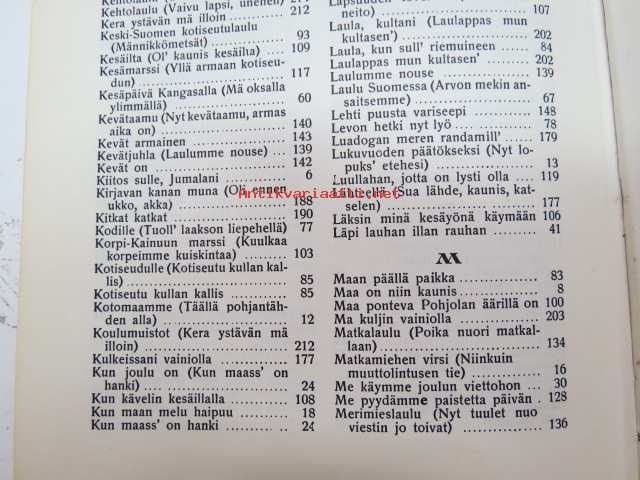 Kehtolaulu (Vaivu lapsi, unehen)
Kera ystävän mä illoin ........ 212
Keski-Suomen kotiseutulaulu
(Männikkömetsät) ............ 93
Kesäilta (Ol' kaunis kesäilta) .. 109
Kesämarssi (Yllä armaan kotiseu-
dun) ........................ 117
Kesäpäivä Kangasalla (Mä oksalla
ylimmällä) ................... 60
Kevätaamu (Nyt kevätaamu, armas
aika on) ..................... 140
Kevät armainen ................ 143
Kevätjuhla (Laulumme nouse) .... 139
Kevät on ...................... 142
Kiitos sulle, Jumalani .......... 6
Kirjavan kanan muna (Oli ennen
ukko, akka) .................. 188
Kitkat katkat .................. 190
Kodille (Tuoll' laakson liepehellä) 77
Korpi-Kainuun marssi (Kuulkaa
korpeimme kuiskintaa) ........ 103
Kotiseudulle (Kotiseutu kullan kal-
lis) .......................... 85
Kotiseutu kullan kallis .......... 85
Kotomaamme (Täällä pohjantäh-
den alla) ..................... 12
Koulumuistot (Kera ystävän mä
illoin) ....................... 212
Kulkeissani vainiolla ............ 177
Kun joulu on (Kun maass' on
hanki) ....................... 24
Kun kävelin kesäillalla .......... 108
Kun maan melu haipuu .......... 18
Kun maass' on hanki ............ 24
neito) ........................ 107
Laula, kultani (Laulappas mun
kultasen') .................... 202
Laula, kun sull' riemuineen ...... 84
Laulappas mun kultasen' ........ 202
Laulumme nouse ................ 139
Laulu Suomessa (Arvon mekin an-
saitsemme) ................... 67
Lehti puusta variseepi .......... 148
Levon hetki nyt lyö ............ 78
Luadogan meren randamill' ...... 179
Lukuvuoden päätökseksi (Nyt lo-
puks' etehesi) ................ 13
Luullahan, jotta on lysti olla .... 119
Lähteellä (Sua lähde, kaunis, kat-
selen) ........................ 177
Läksin minä kesäyönä käymään 106
Läpi lauhan illan rauhan ........ 41
M
Maan päällä paikka ............ 83
Maa on niin kaunis ............ 8
Maa ponteva Pohjolan äärillä on 100
Ma kuljin vainiolla ............ 203
Matkalaulu (Poika nuori matkal-
laan) ........................ 134
Matkamiehen virsi (Niinkuin
muuttolintusen tie) ............ 16
Me käymme joulun viettohon .... 30
Me pyydämme paistetta päivän .. 128
Merimieslaulu (Nyt tuulet nuo
viestin jo toivat) .............. 136
Antikvariaatti.net